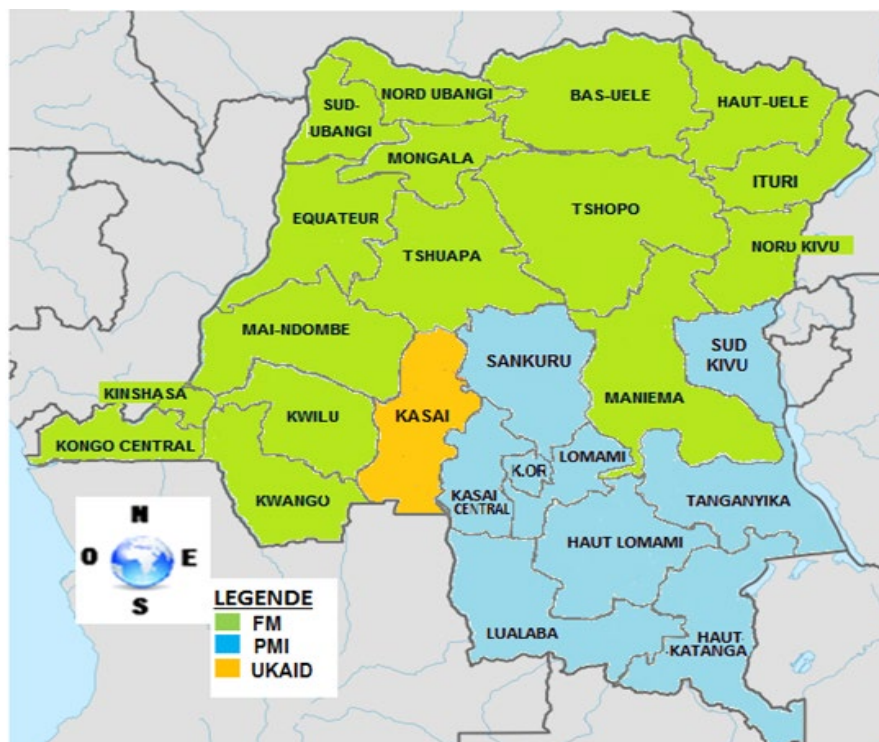 NORD UBANGI
SUD-
UBANGI
BAS-UELE
HAUT-UELE
MONGALA
ITURI
EQUATEUR
TSHOPO
NORD KIVU
TSHUAPA
MAI-NDOMBE
SANKURU
SUD
KIVU
KINSHASA
MANIEMA
KWILU
KASAI
KONGO CENTRAL
LOMAMI
K.OR
KWANGO
KASAI
CENTRAL
TANGANYIKA
HAUT LOMAMI
N
O
E
S
LEGENDE
FM
PMI
UKAID
LUALABA
HAUT-
KATANGA